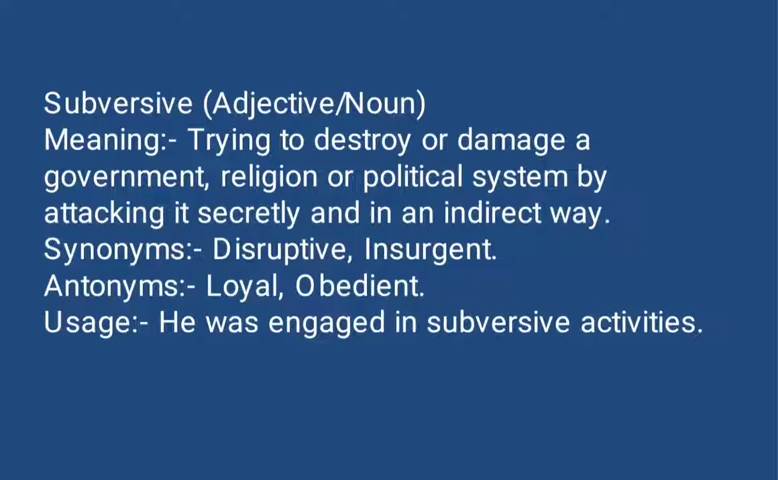 Subversive (Adjective/Noun)
Meaning:- Trying to destroy or damage a
government, religion or political system by
attacking it secretly and in an indirect way.
Synonyms:- Disruptive, Insurgent.
Antonyms:- Loyal, Obedient.
Usage:- He was engaged in subversive activities.